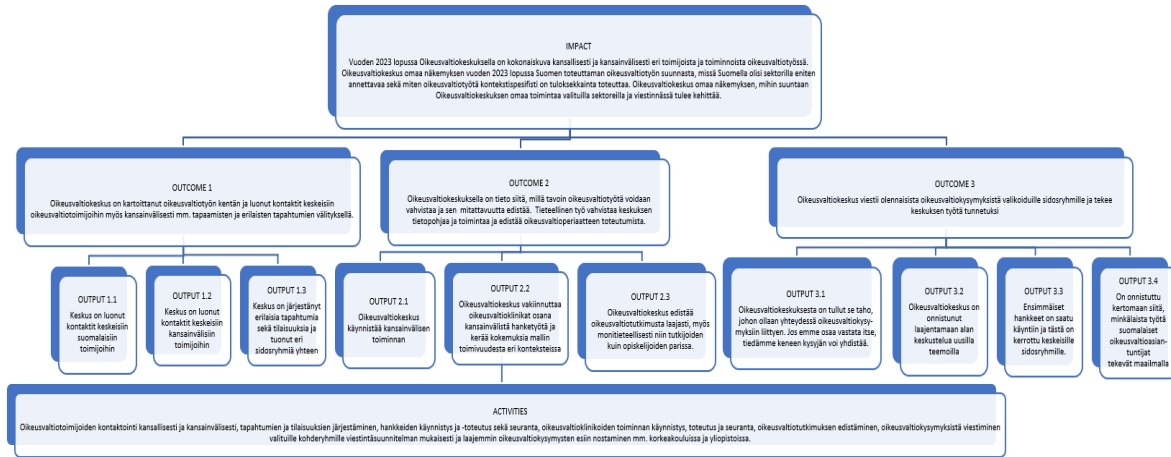 IMPACT
Vuoden 2023 lopussa Oikeusvaltiokeskuksella on kokonaiskuva kansallisesti ja kansainvälisesti eri toimijoista ja toiminnoista oikeusvaltiotyössä.
Oikeusvaltiokeskus omaa näkemyksen vuoden 2023 lopussa Suomen toteuttaman oikeusvaltiotyön suunnasta, missä Suomella olisi sektorilla eniten
annettavaa sekä miten oikeusvaltiotyötä kontekstispesifisti on tuloksekkainta toteuttaa. Oikeusvaltiokeskus omaa näkemyksen, mihin suuntaan
Oikeusvaltiokeskuksen omaa toimintaa valituilla sektoreilla ja viestinnässä tulee kehittää.
OUTCOME 1
Oikeusvaltiokeskus on kartoittanut oikeusvaltiotyön kentän ja luonut kontaktit keskeisiin
oikeusvaltiotoimijoihin myös kansainvälisesti mm. tapaamisten ja erilaisten tapahtumien välityksellä.
OUTCOME 2
Oikeusvaltiokeskuksella on tieto siitä, millä tavoin oikeusvaltiotyötä voidaan
vahvistaa ja sen mitattavuutta edistää. Tieteellinen työ vahvistaa keskuksen
tietopohjaa ja toimintaa ja edistää oikeusvaltioperiaatteen toteutumista.
OUTCOME 3
Oikeusvaltiokeskus viestii olennaisista oikeusvaltiokysymyksistä valikoiduille sidosryhmille ja tekee
keskuksen työtä tunnetuksi
OUTPUT 1.1
Keskus on luonut
kontaktit keskeisiin
suomalaisiin
toimijoihin
OUTPUT 1.2
Keskus on luonut
kontaktit keskeisiin
kansainvälisiin
toimijoihin
OUTPUT 1.3
Keskus on järjestänyt
erilaisia tapahtumia
sekä tilaisuuksia ja
tuonut eri
sidosryhmiä yhteen
OUTPUT 2.1
Oikeusvaltiokeskus
käynnistää kansainvälisen
toiminnan
OUTPUT 2.2
Oikeusvaltiokeskus vakiinnuttaa
oikeusvaltioklinikat osana
kansainvälistä hanketyötä ja
kerää kokemuksia mallin
toimivuudesta eri konteksteissa
OUTPUT 2.3
Oikeusvaltiokeskus edistää
oikeusvaltiotutkimusta laajasti, myös
monitieteellisesti niin tutkijoiden
kuin opiskelijoiden parissa.
OUTPUT 3.1
Oikeusvaltiokeskuksesta on tullut se taho,
johon ollaan yhteydessä oikeusvaltiokysy-
myksiin liittyen. Jos emme osaa vastata itse,
tiedämme keneen kysyjän voi yhdistää.
OUTPUT 3.2
Oikeusvaltiokeskus on
onnistunut
laajentamaan alan
keskustelua uusilla
teemoilla
OUTPUT 3.3
Ensimmäiset
hankkeet on saatu
käyntiin ja tästä on
kerrottu keskeisille
sidosryhmille.
OUTPUT 3.4
On onnistuttu
kertomaan siitä,
minkälaista työtä
suomalaiset
oikeusvaltioasian-
tuntijat
tekevät maailmalla
ACTIVITIES
Oikeusvaltiotoimijoiden kontaktointi kansallisesti ja kansainvälisesti, tapahtumien ja tilaisuuksien järjestäminen, hankkeiden käynnistys ja -toteutus sekä seuranta, oikeusvaltioklinikoiden toiminnan käynnistys, toteutus ja seuranta, oikeusvaltiotutkimuksen edistäminen, oikeusvaltiokysymyksistä viestiminen
valituille kohderyhmille viestintäsuunnitelman mukaisesti ja laajemmin oikeusvaltiokysymysten esiin nostaminen mm. korkeakouluissa ja yliopistoissa.